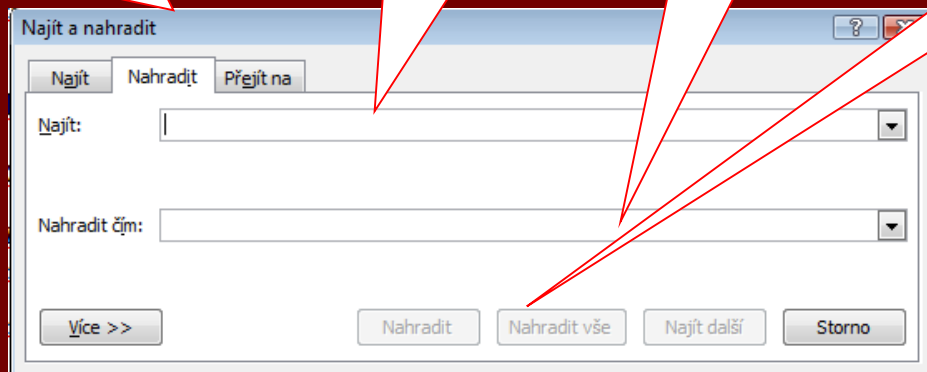 Najít a nahradit
Najít Nahradit Přejít na
Najít:
Nahradit čím:
Více >> Nahradit Nahradit vše Najít další Storno